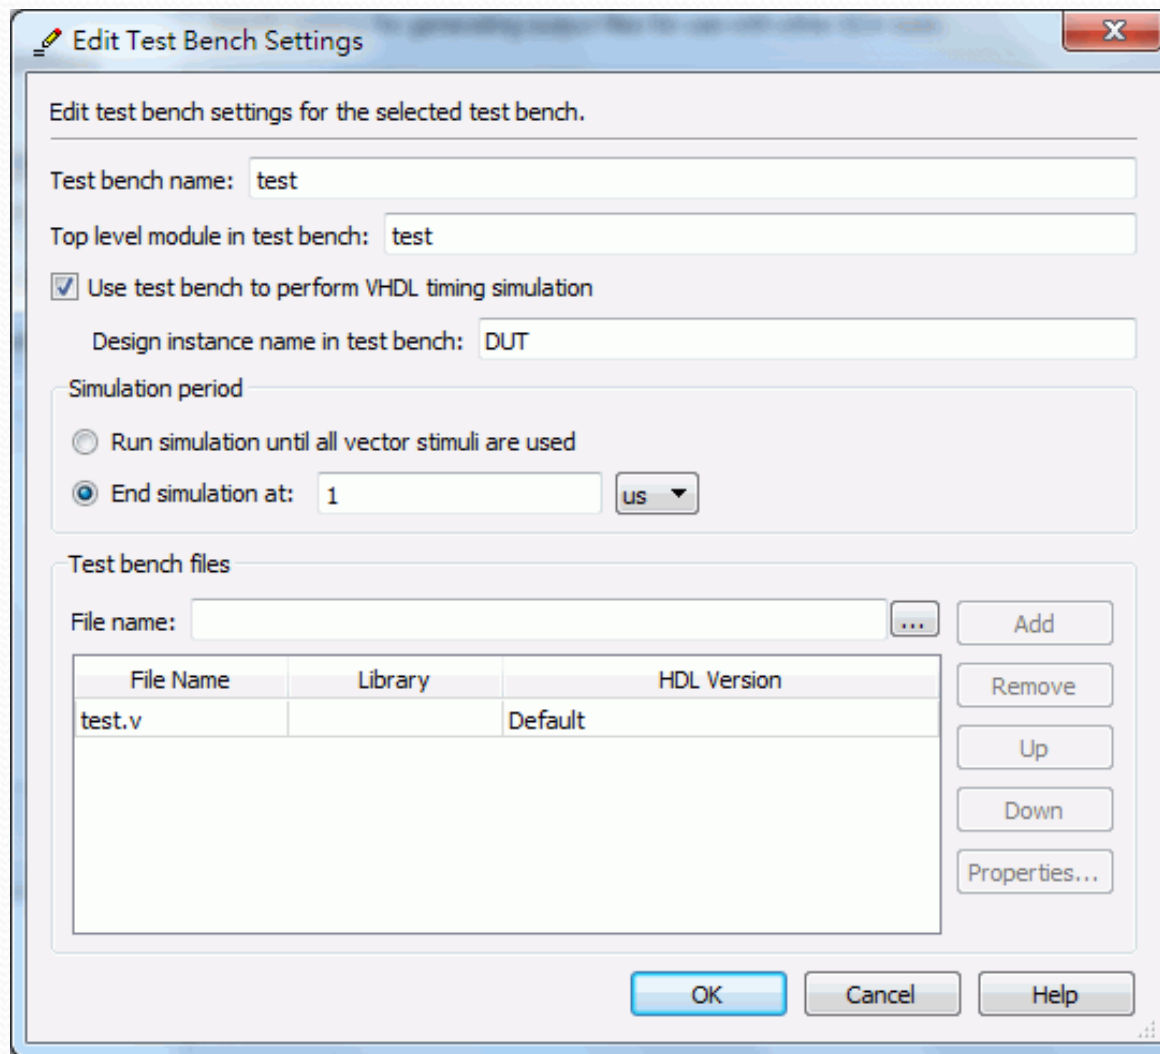 Edit Test Bench Settings
Edit test bench settings for the selected test bench.
Test bench name: test
Top level module in test bench: test
Use test bench to perform VHDL timing simulation
Design instance name in test bench: DUT
Simulation period
Run simulation until all vector stimuli are used
End simulation at: 1 us
Test bench files
File name: ... Add
File Name Library HDL Version Remove
test.v Default
Up
Down
Properties...
OK Cancel Help